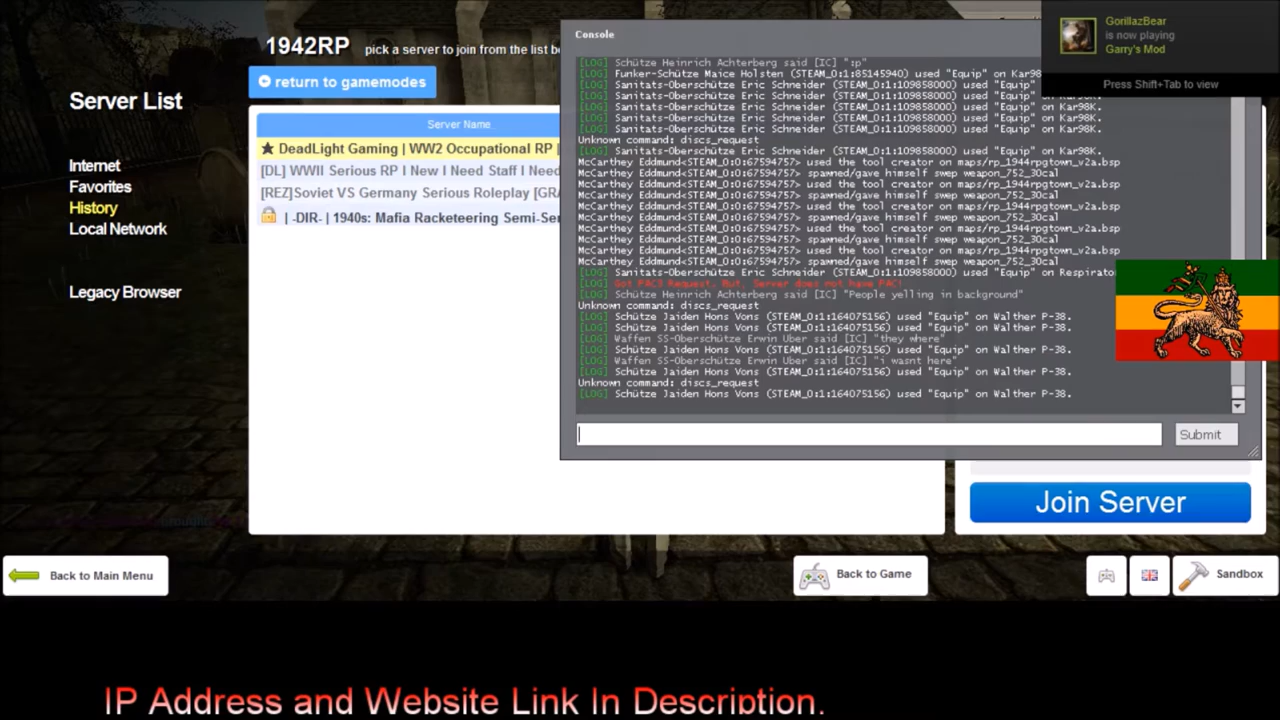 1942RP pick a server to join from the list be
return to gamemodes
Server List
Internet
Favorites
History
Local Network
Legacy Browser
Server Name
★ DeadLight Gaming | WW2 Occupational RP |
[DL] WWII Serious RP I New I Need Staff I Need
[REZ]Soviet VS Germany Serious Roleplay [GRA
| -DIR- | 1940s: Mafia Racketeering Semi-Ser
Console
[LOG] Schütze Heinrich Achterberg said [IC] "sp"
[LOG] Funker-Schütze Maice Holsten (STEAM_0:1:85145940) used "Equip" on Kar98
[LOG] Sanitats-Oberschütze Eric Schneider (STEAM_0:1:109858000) used "Equip" on
[LOG] Sanitats-Oberschütze Eric Schneider (STEAM_0:1:109858000) used "Equip" on Kar98K.
[LOG] Sanitats-Oberschütze Eric Schneider (STEAM_0:1:109858000) used "Equip" on Kar98K.
[LOG] Sanitats-Oberschütze Eric Schneider (STEAM_0:1:109858000) used "Equip" on Kar98K.
[LOG] Sanitats-Oberschütze Eric Schneider (STEAM_0:1:109858000) used "Equip" on Kar98K.
Unknown command: discs_request
[LOG] Sanitats-Oberschütze Eric Schneider (STEAM_0:1:109858000) used "Equip" on Kar98K.
McCarthey Eddmund<STEAM_0:0:67594757> used the tool creator on maps/rp_1944rpgtown_v2a.bsp
McCarthey Eddmund<STEAM_0:0:67594757> spawned/gave himself swep weapon_752_30cal
McCarthey Eddmund<STEAM_0:0:67594757> used the tool creator on maps/rp_1944rpgtown_v2a.bsp
McCarthey Eddmund<STEAM_0:0:67594757> spawned/gave himself swep weapon_752_30cal
McCarthey Eddmund<STEAM_0:0:67594757> used the tool creator on maps/rp_1944rpgtown_v2a.bsp
McCarthey Eddmund<STEAM_0:0:67594757> spawned/gave himself swep weapon_752_30cal
McCarthey Eddmund<STEAM_0:0:67594757> used the tool creator on maps/rp_1944rpgtown_v2a.bsp
McCarthey Eddmund<STEAM_0:0:67594757> spawned/gave himself swep weapon_752_30cal
McCarthey Eddmund<STEAM_0:0:67594757> used the tool creator on maps/rp_1944rpgtown_v2a.bsp
McCarthey Eddmund<STEAM_0:0:67594757> spawned/gave himself swep weapon_752_30cal
[LOG] Sanitats-Oberschütze Eric Schneider (STEAM_0:1:109858000) used "Equip" on Respirator
[LOG] Got PAC3 Request, But, Server does not have PAC!
[LOG] Schütze Heinrich Achterberg said [IC] "People yelling in background"
Unknown command: discs_request
[LOG] Schütze Jaiden Hons Vons (STEAM_0:1:164075156) used "Equip" on Walther P-38.
[LOG] Schütze Jaiden Hons Vons (STEAM_0:1:164075156) used "Equip" on Walther P-38.
[LOG] Waffen SS-Oberschütze Erwin Uber said [IC] "they where"
[LOG] Schütze Jaiden Hons Vons (STEAM_0:1:164075156) used "Equip" on Walther P-38.
[LOG] Waffen SS-Oberschütze Erwin Uber said [IC] "i wasnt here"
[LOG] Schütze Jaiden Hons Vons (STEAM_0:1:164075156) used "Equip" on Walther P-38.
Unknown command: discs_request
[LOG] Schütze Jaiden Hons Vons (STEAM_0:1:164075156) used "Equip" on Walther P-38.
Submit
GorillazBear
is now playing
Garry's Mod
Press Shift+Tab to view
Join Server
Back to Main Menu
Back to Game
Sandbox
IP Address and Website Link In Description.